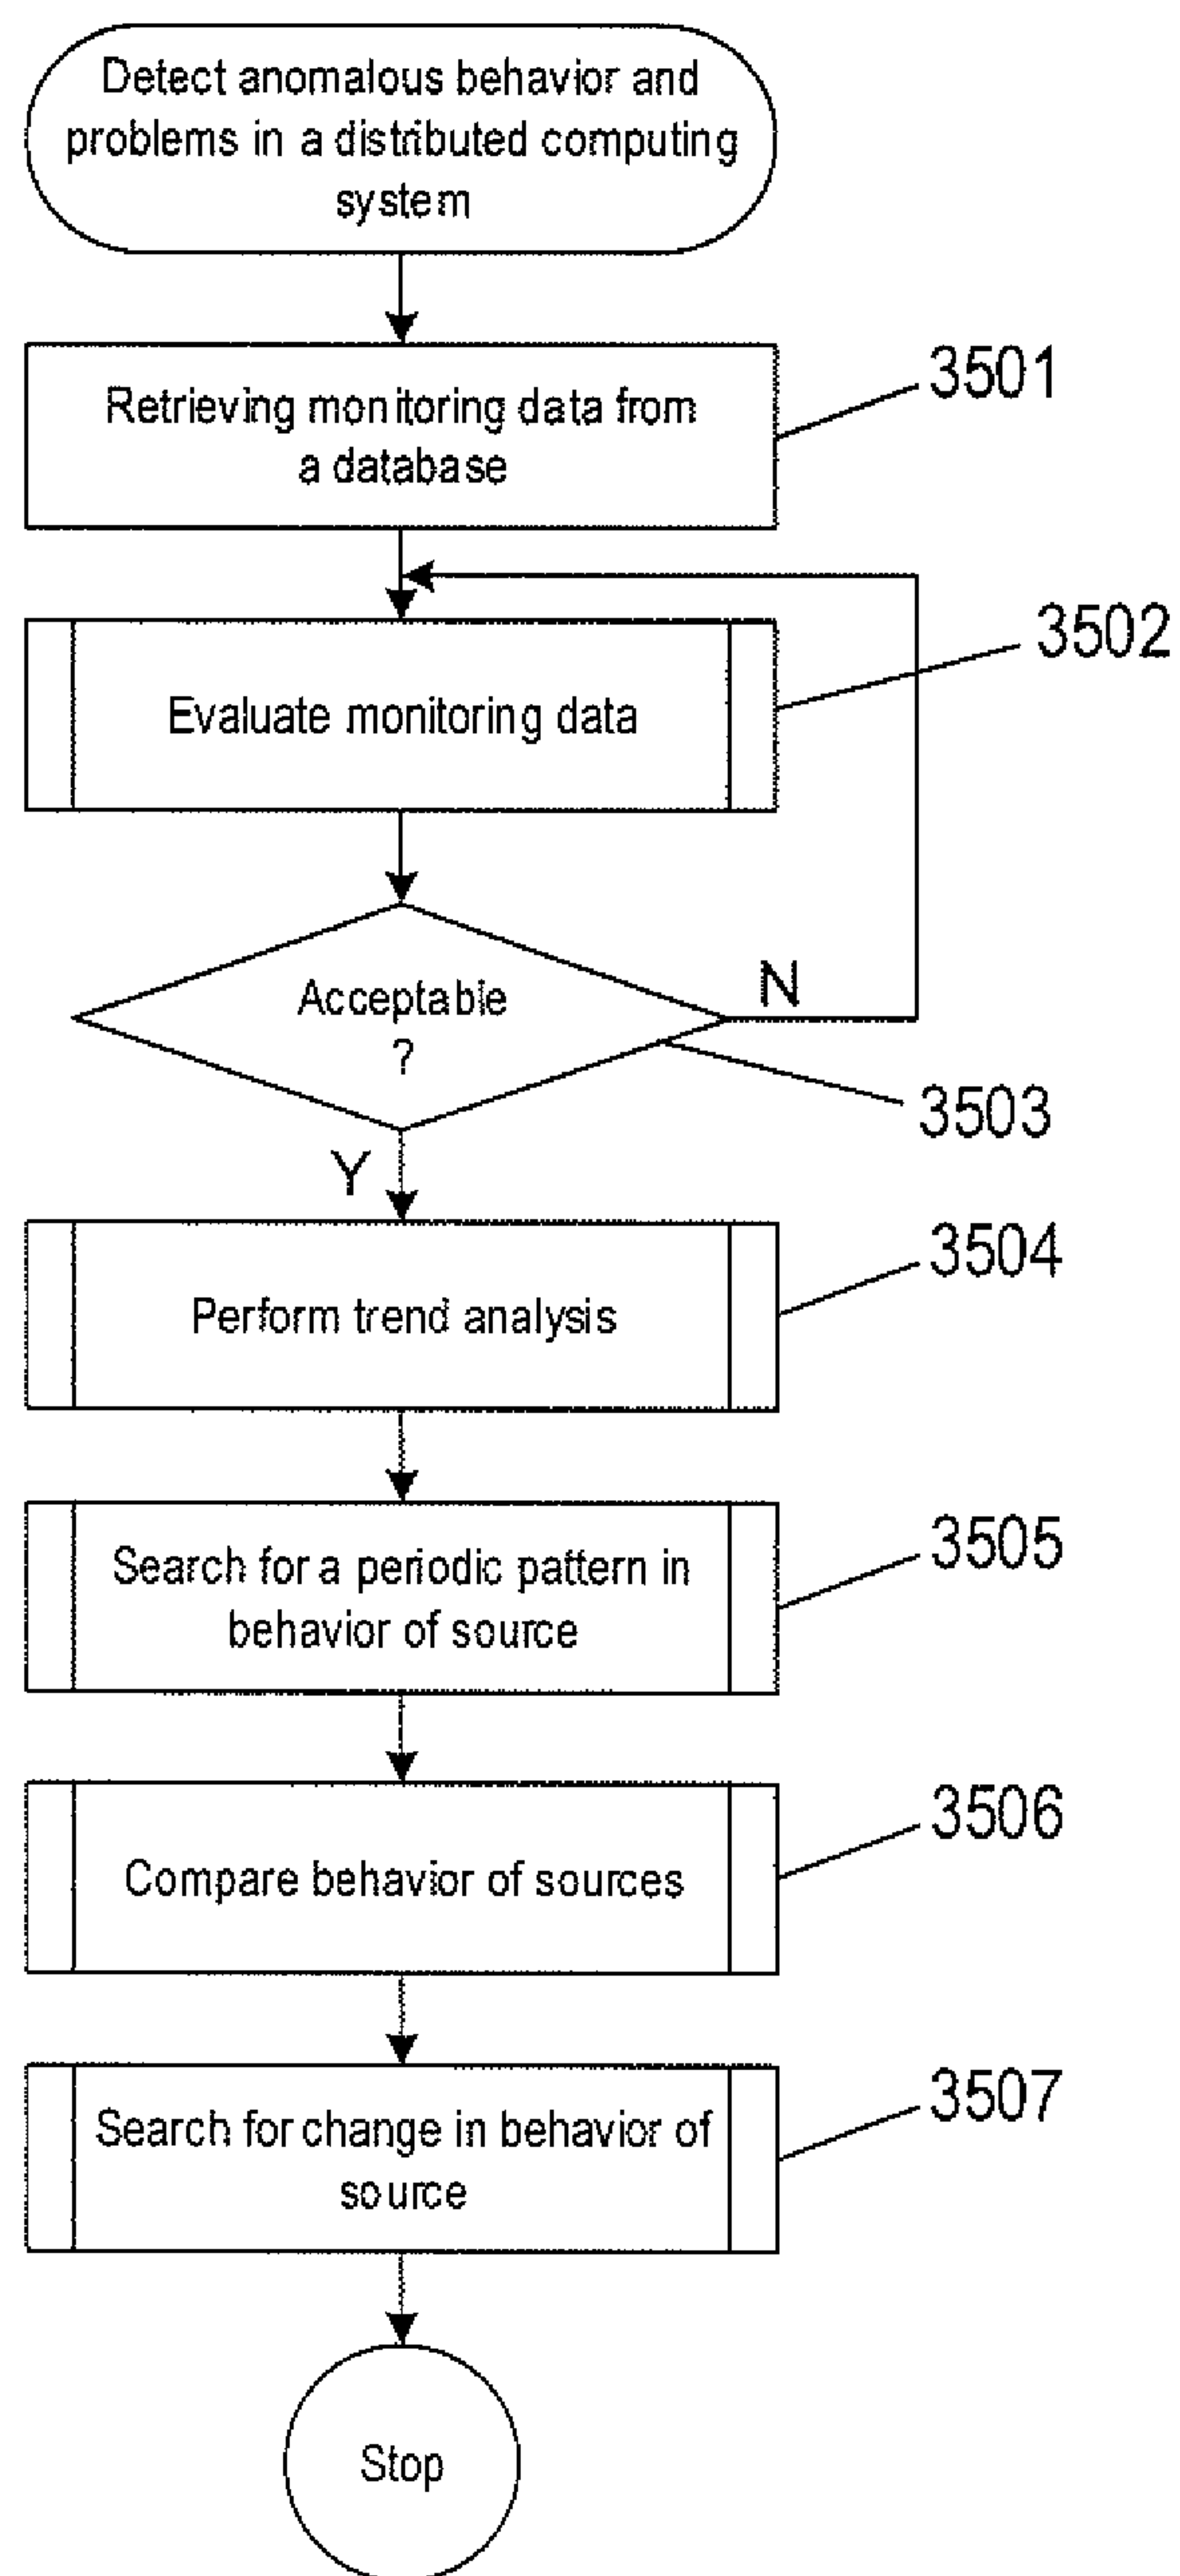 Detect anomalous behavior and
problems in a distributed computing
system
Retrieving monitoring data from
a database
3501
Evaluate monitoring data
3502
Acceptable
?
N
3503
Y
Perform trend analysis
3504
Search for a periodic pattern in
behavior of source
3505
Compare behavior of sources
3506
Search for change in behavior of
source
3507
Stop